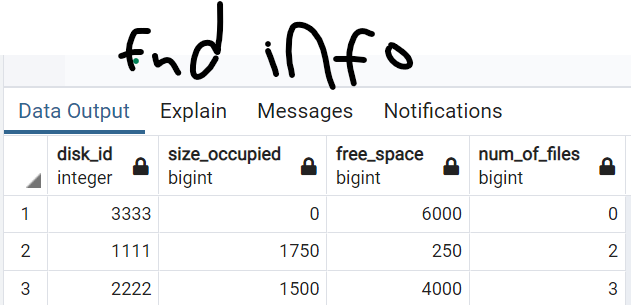 fnd info
Data Output Explain Messages Notifications
disk_id size_occupied free_space num_of_files
integer bigint bigint bigint
1 3333 0 6000 0
2 1111 1750 250 2
3 2222 1500 4000 3